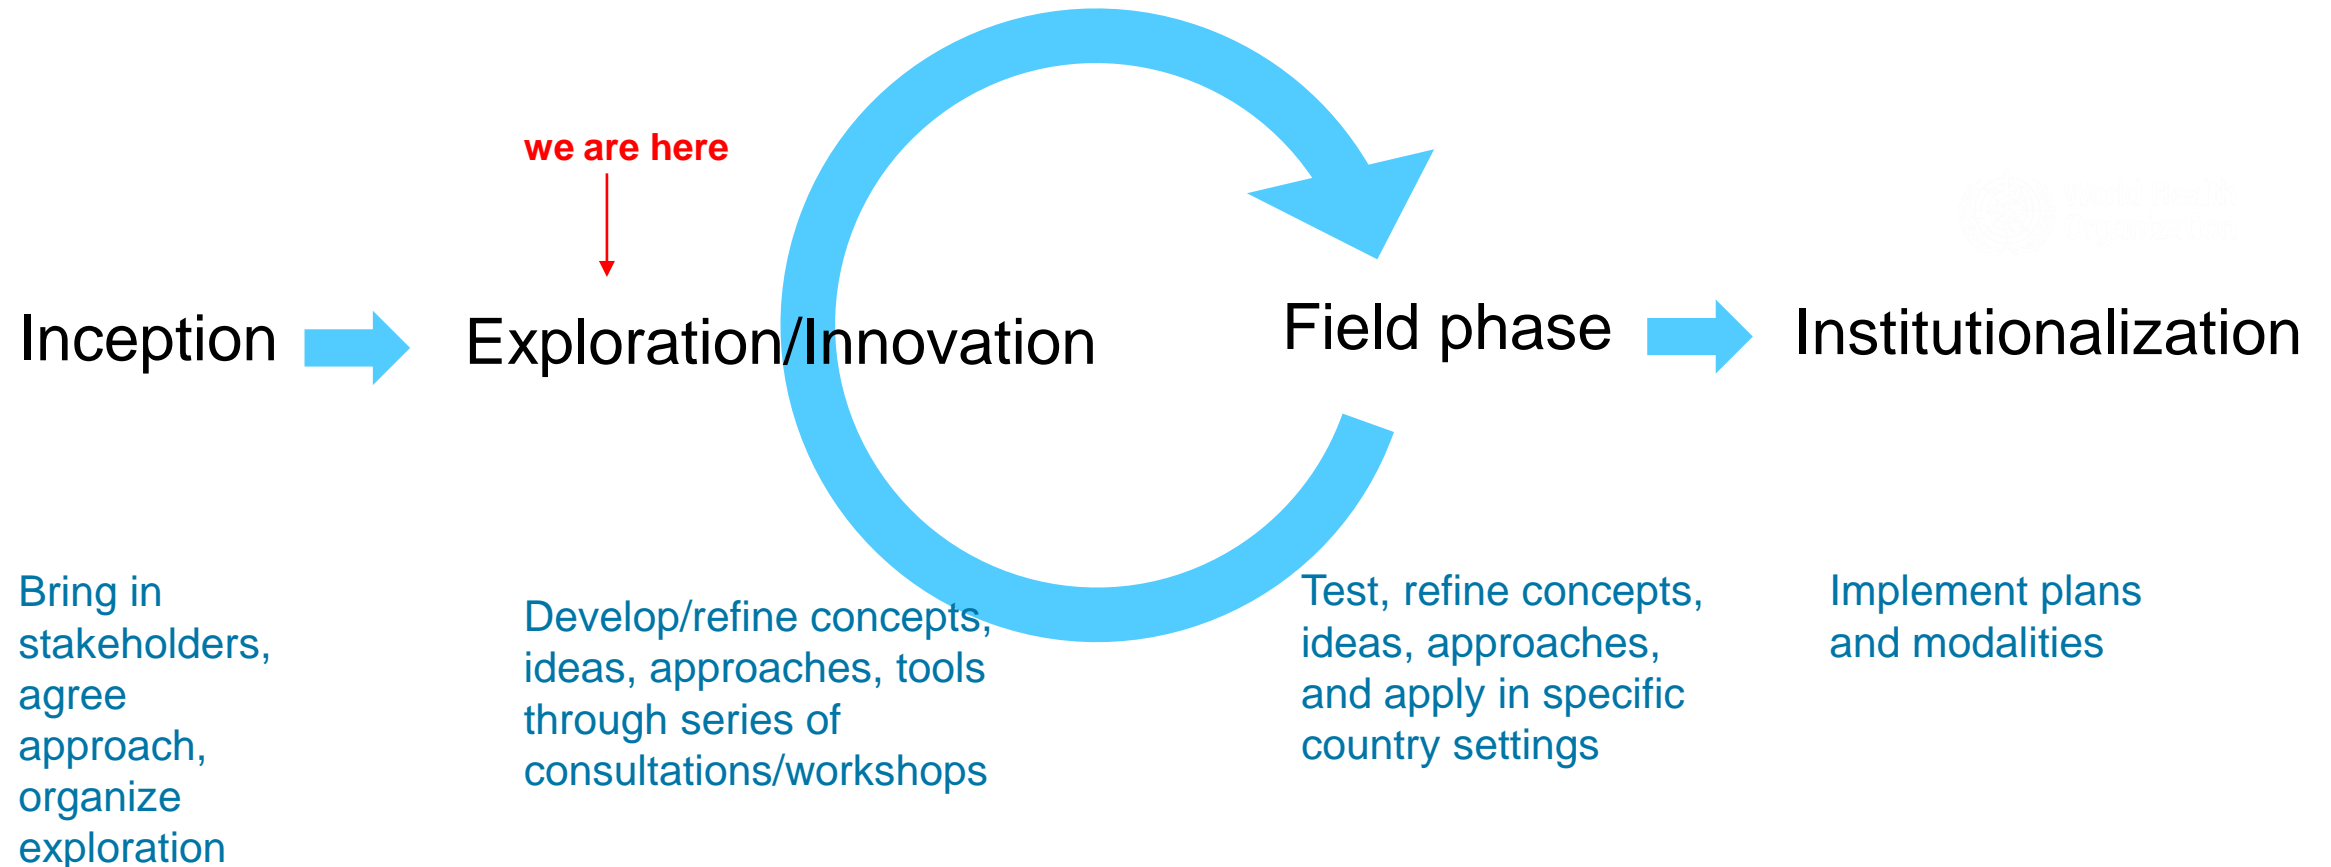 we are here
Inception
Exploration/Innovation
Field phase
Institutionalization
Bring in
stakeholders,
agree
approach,
organize
exploration
Develop/refine concepts,
ideas, approaches, tools
through series of
consultations/workshops
Test, refine concepts,
ideas, approaches,
and apply in specific
country settings
Implement plans
and modalities